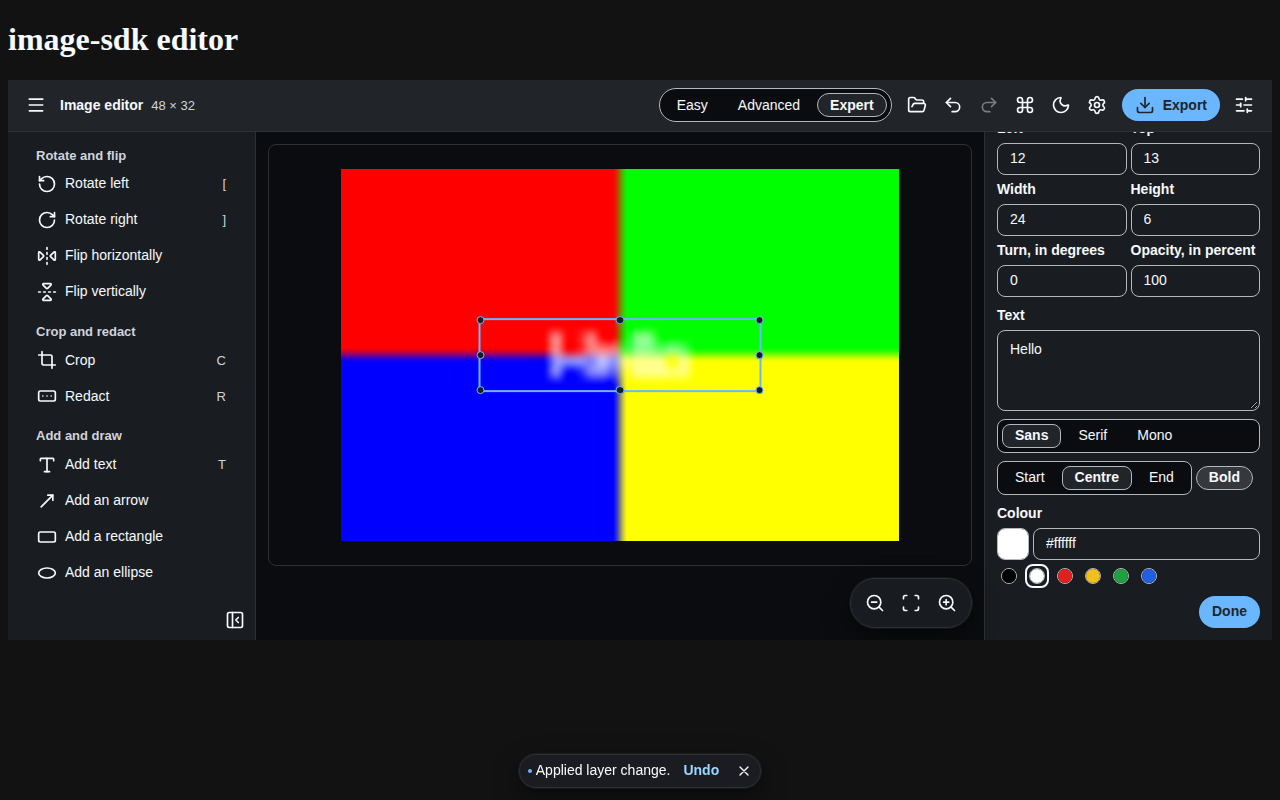 image-sdk editor
Image editor 48 × 32
Easy Advanced Expert
Export
Rotate and flip
Rotate left [
Rotate right ]
Flip horizontally
Flip vertically
Crop and redact
Crop C
Redact R
Add and draw
Add text T
Add an arrow
Add a rectangle
Add an ellipse
12 13
Width Height
24 6
Turn, in degrees Opacity, in percent
0 100
Text
Hello
Sans Serif Mono
Start Centre End Bold
Colour
#ffffff
Done
Applied layer change. Undo